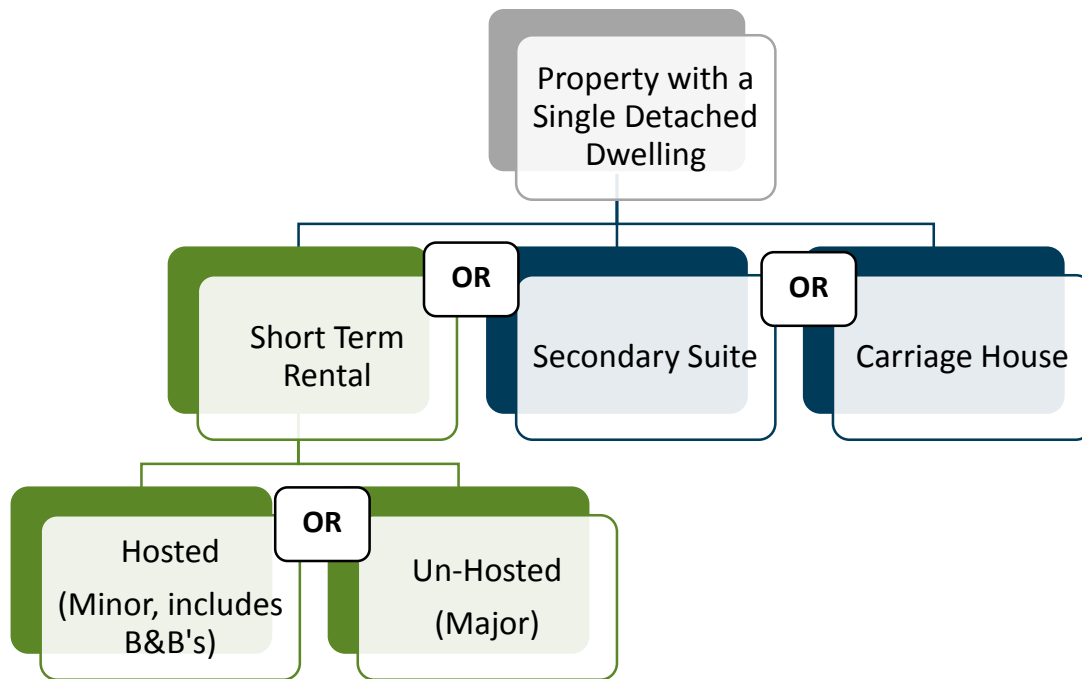 Property with a
Single Detached
Dwelling
OR
OR
Short Term
Rental
Secondary Suite
Carriage House
OR
Hosted
(Minor, includes
B&B's)
Un-Hosted
(Major)